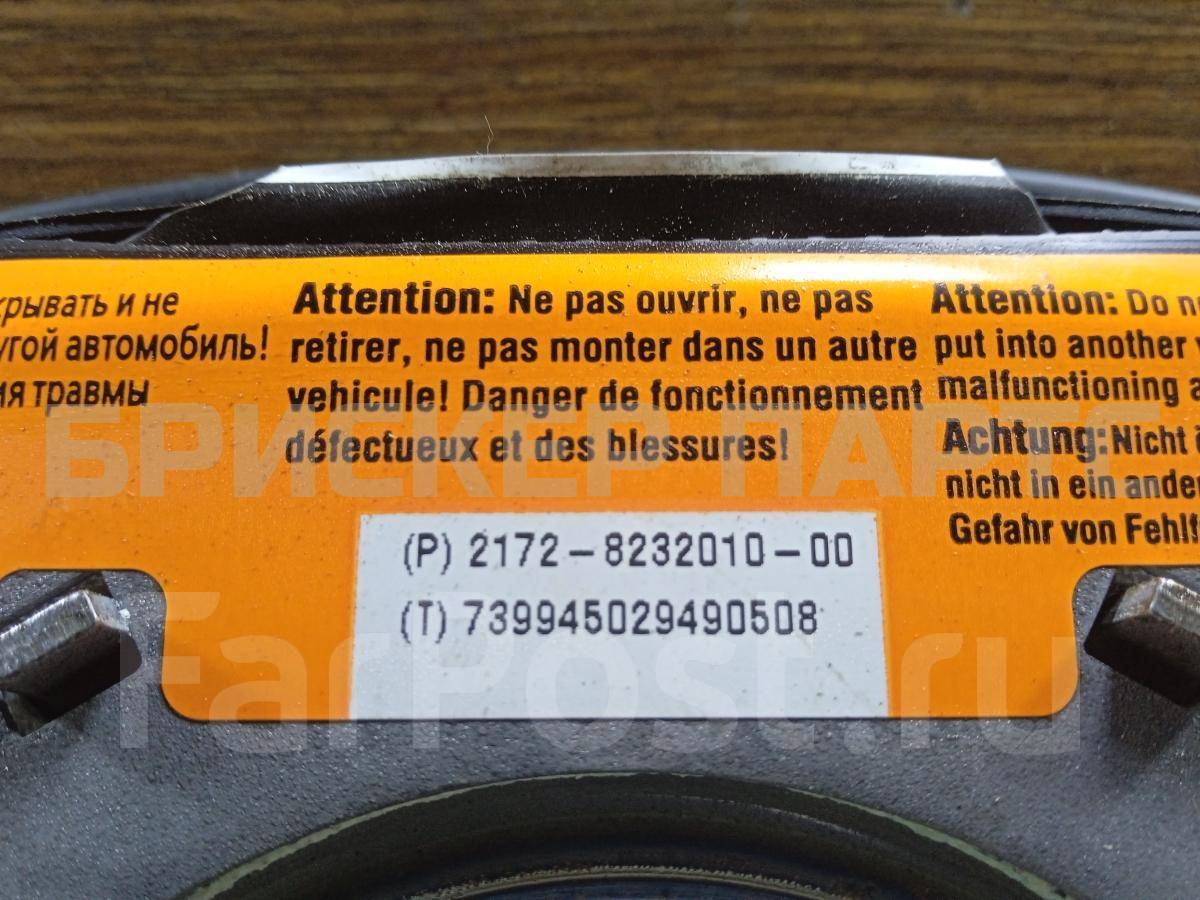 крывать и не
угой автомобиль!
ия травмы
Attention: Ne pas ouvrir, ne pas
retirer, ne pas monter dans un autre
vehicule! Danger de fonctionnement
défectueux et des blessures!
Attention: Do n
put into another
malfunctioning a
Achtung: Nicht
nicht in ein ande
Gefahr von Fehlf
БРИСКЕР ПАРТС
(P) 2172-8232010-00
(T) 739945029490508
FarPost.ru